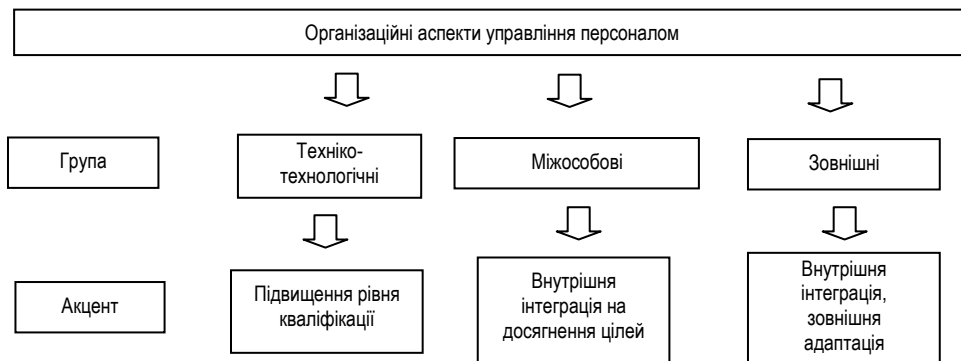 Організаційні аспекти управління персоналом
Група
Техніко-
технологічні
Міжособові
Зовнішні
Акцент
Підвищення рівня
кваліфікації
Внутрішня
інтеграція на
досягнення цілей
Внутрішня
інтеграція,
зовнішня
адаптація